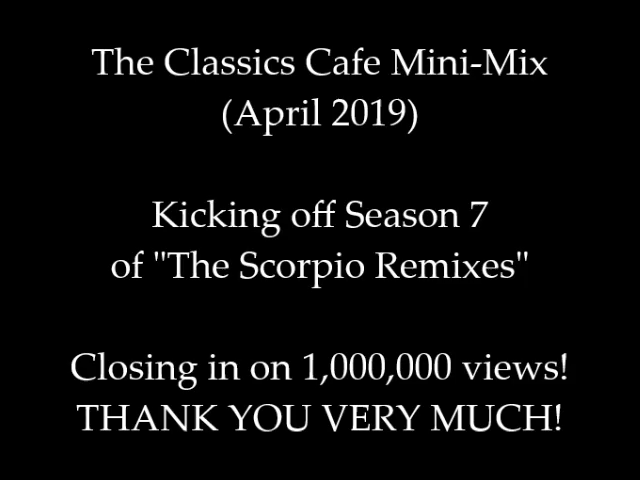 The Classics Cafe Mini-Mix
(April 2019)
Kicking off Season 7
of "The Scorpio Remixes"
Closing in on 1,000,000 views!
THANK YOU VERY MUCH!